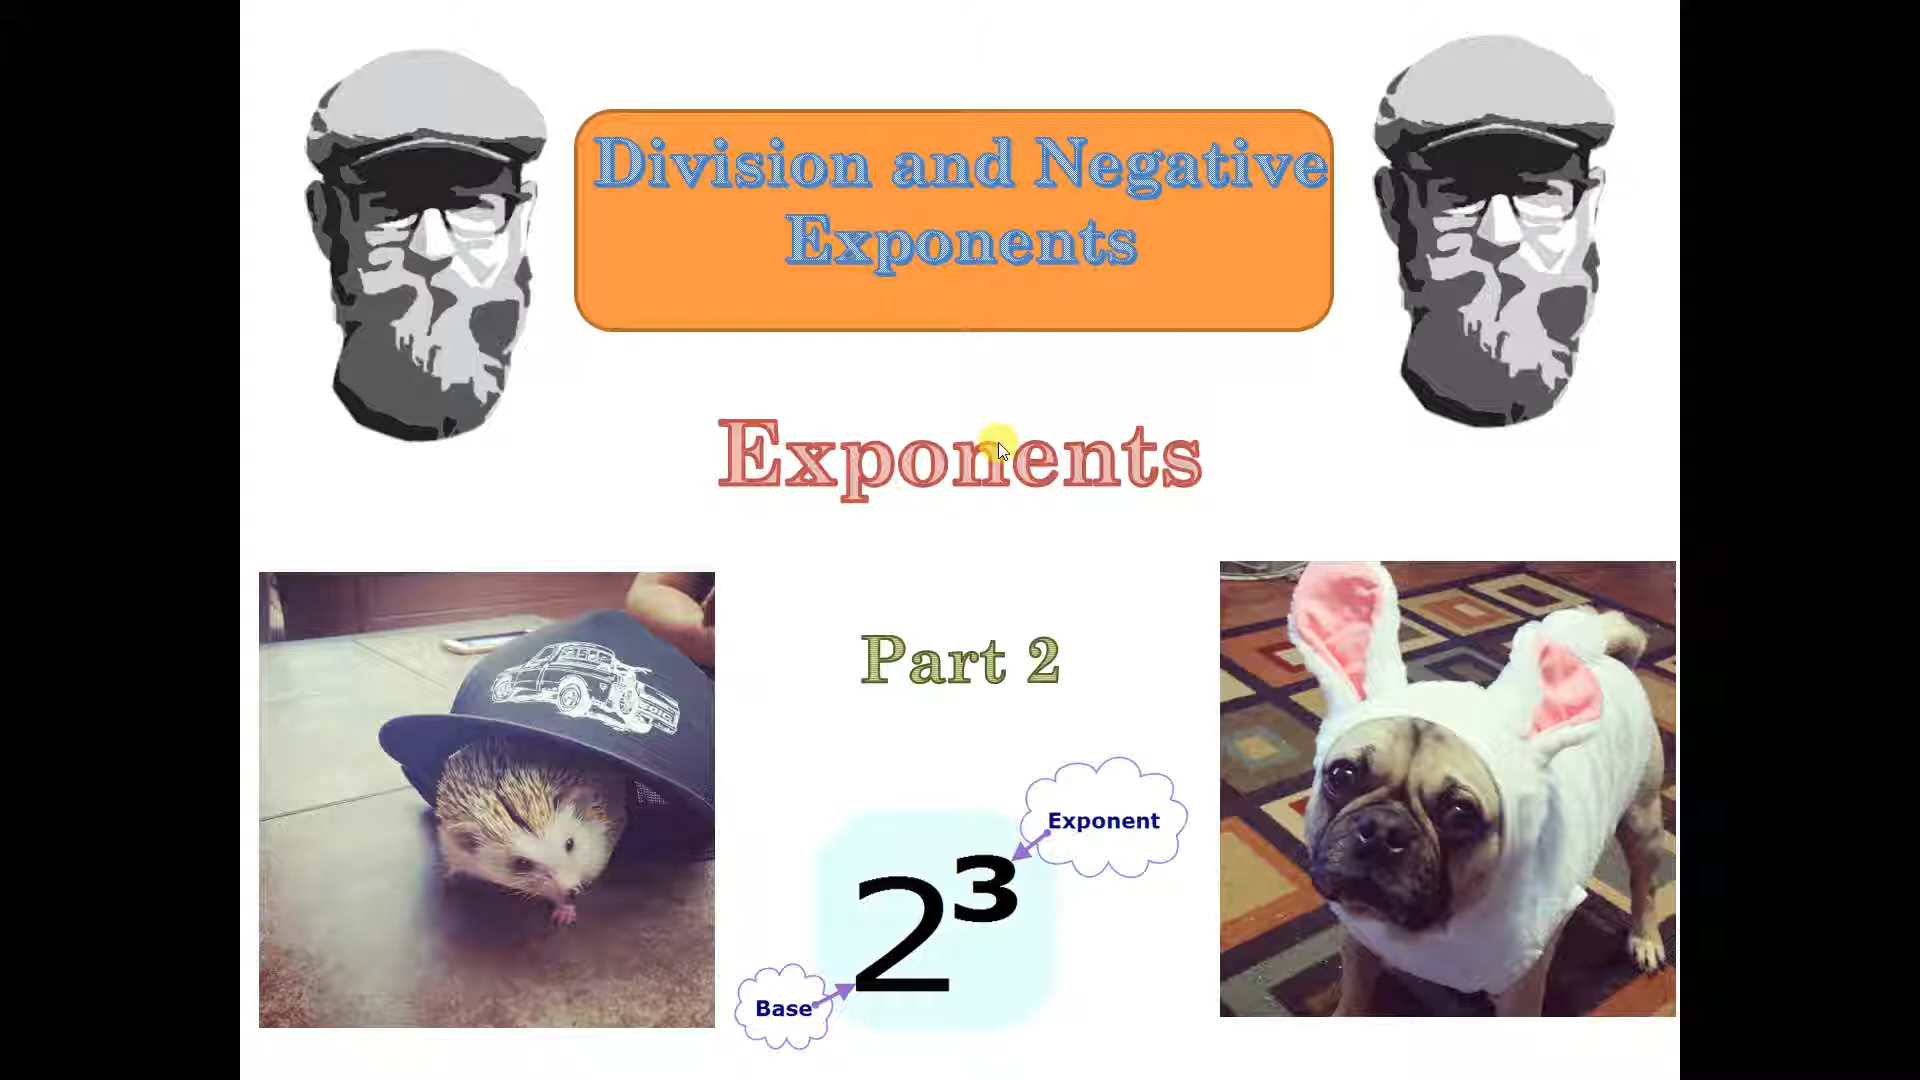 Division and Negative
Exponents
Exponents
Part 2
Exponent
2³
Base